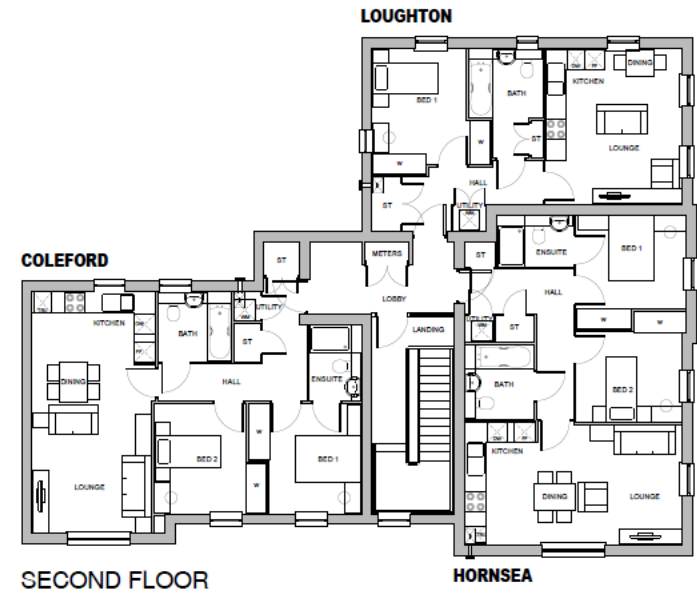 LOUGHTON
DINING
KITCHEN
BED 1
BATH
W
ST
LOUNGE
W
HALL
ST
UTILITY
COLEFORD
ST
METERS
ST
ENSUITE
BED 1
LOBBY
HALL
UTILITY
KITCHEN
BATH
ST
LANDING
UTILITY
ST
W
W
DINING
HALL
ENSUITE
BATH
BED 2
BED 2
W
BED 1
W
LOUNGE
KITCHEN
DINING
LOUNGE
SECOND FLOOR
HORNSEA